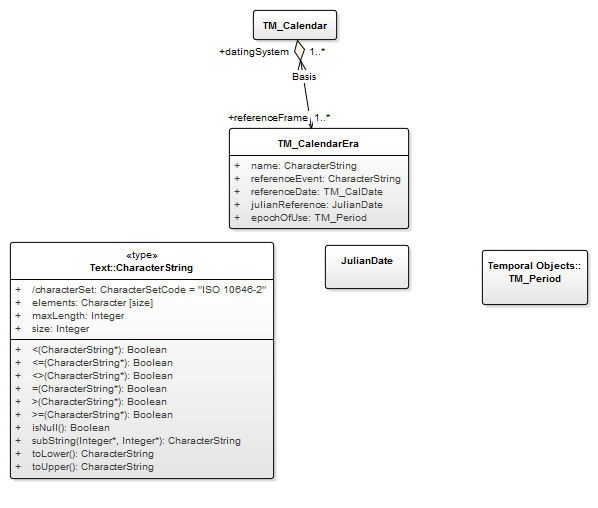 TM_Calendar
+datingSystem 1..*
Basis
+referenceFrame 1..*
TM_CalendarEra
+ name: CharacterString
+ referenceEvent: CharacterString
+ referenceDate: TM_CalDate
+ julianReference: JulianDate
+ epochOfUse: TM_Period
«type»
Text::CharacterString
+ /characterSet: CharacterSetCode = "ISO 10646-2"
+ elements: Character [size]
+ maxLength: Integer
+ size: Integer
+ <(CharacterString*): Boolean
+ <=(CharacterString*): Boolean
+ <>(CharacterString*): Boolean
+ =(CharacterString*): Boolean
+ >(CharacterString*): Boolean
+ >=(CharacterString*): Boolean
+ isNull(): Boolean
+ subString(Integer*, Integer*): CharacterString
+ toLower(): CharacterString
+ toUpper(): CharacterString
JulianDate
Temporal Objects::
TM_Period